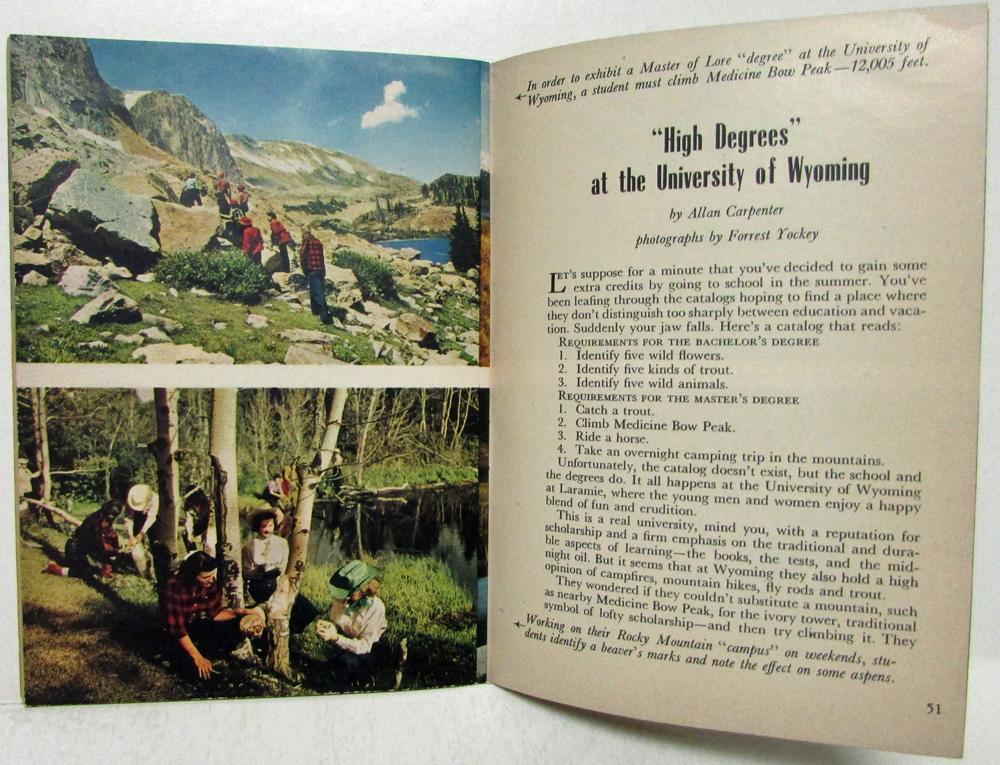 In order to exhibit a Master of Lore "degree" at the University of
←Wyoming, a student must climb Medicine Bow Peak—12,005 feet.
"High Degrees"
at the University of Wyoming
by Allan Carpenter
photographs by Forrest Yockey
LET'S suppose for a minute that you've decided to gain some
extra credits by going to school in the summer. You've
been leafing through the catalogs hoping to find a place where
they don't distinguish too sharply between education and vaca-
tion. Suddenly your jaw falls. Here's a catalog that reads:
REQUIREMENTS FOR THE BACHELOR'S DEGREE
1. Identify five wild flowers.
2. Identify five kinds of trout.
3. Identify five wild animals.
REQUIREMENTS FOR THE MASTER'S DEGREE
1. Catch a trout.
2. Climb Medicine Bow Peak.
3. Ride a horse.
4. Take an overnight camping trip in the mountains.
Unfortunately, the catalog doesn't exist, but the school and
the degrees do. It all happens at the University of Wyoming
at Laramie, where the young men and women enjoy a happy
blend of fun and erudition.
This is a real university, mind you, with a reputation for
scholarship and a firm emphasis on the traditional and dura-
ble aspects of learning—the books, the tests, and the mid-
night oil. But it seems that at Wyoming they also hold a high
opinion of campfires, mountain hikes, fly rods and trout.
They wondered if they couldn't substitute a mountain, such
as nearby Medicine Bow Peak, for the ivory tower, traditional
symbol of lofty scholarship—and then try climbing it. They
←Working on their Rocky Mountain "campus" on weekends, stu-
dents identify a beaver's marks and note the effect on some aspens.
51